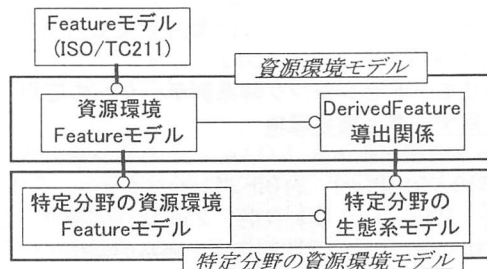 Featureモデル
(ISO/TC211)
資源環境モデル
資源環境
Featureモデル
DerivedFeature
導出関係
特定分野の資源環境
Featureモデル
特定分野の
生態系モデル
特定分野の資源環境モデル